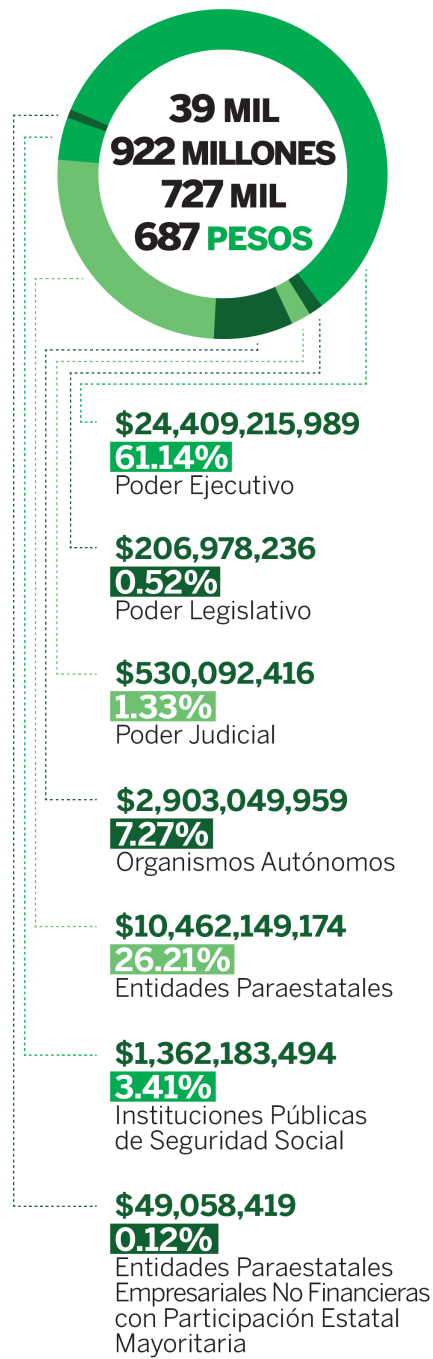 39 MIL
922 MILLONES
727 MIL
687 PESOS
$24,409,215,989
61.14%
Poder Ejecutivo
$206,978,236
0.52%
Poder Legislativo
$530,092,416
1.33%
Poder Judicial
$2,903,049,959
7.27%
Organismos Autónomos
$10,462,149,174
26.21%
Entidades Paraestatales
$1,362,183,494
3.41%
Instituciones Públicas
de Seguridad Social
$49,058,419
0.12%
Entidades Paraestatales
Empresariales No Financieras
con Participación Estatal
Mayoritaria